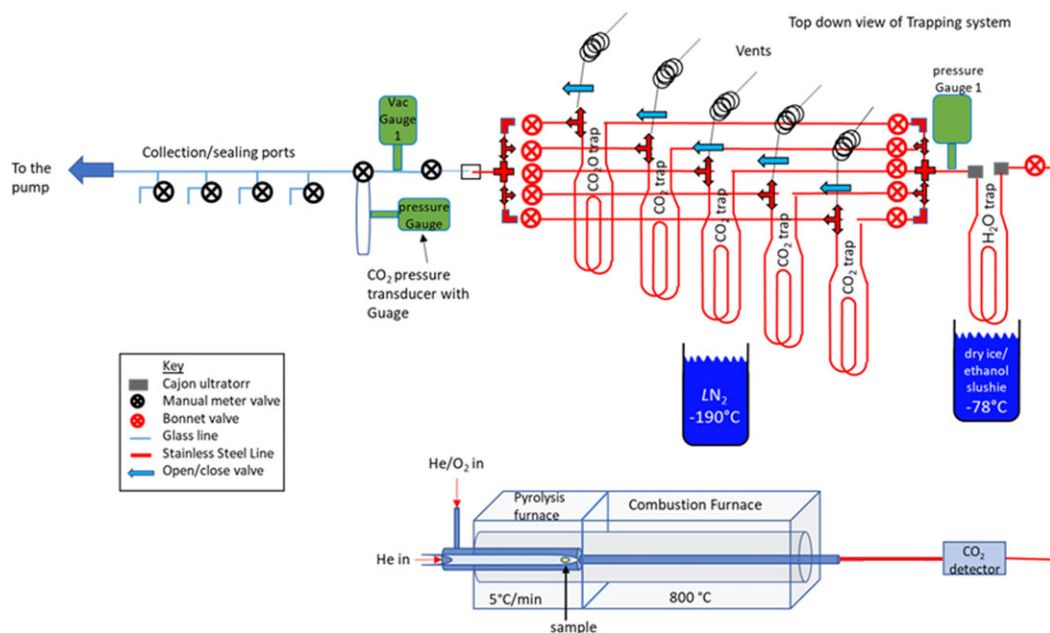 Top down view of Trapping system
Vents
pressure
Gauge 1
Vac
Gauge
1
To the
pump
Collection/sealing ports
pressure
Gauge
CO2 pressure
transducer with
Guage
CO2O trap
CO2 trap
CO2 trap
CO2 trap
CO2 trap
H2O trap
LN2
-190°C
dry ice/
ethanol
slushie
-78°C
Key
Cajon ultratorr
Manual meter valve
Bonnet valve
Glass line
Stainless Steel Line
Open/close valve
He/O2 in
Pyrolysis
furnace
Combustion Furnace
He in
CO2
detector
5°C/min
800 °C
sample